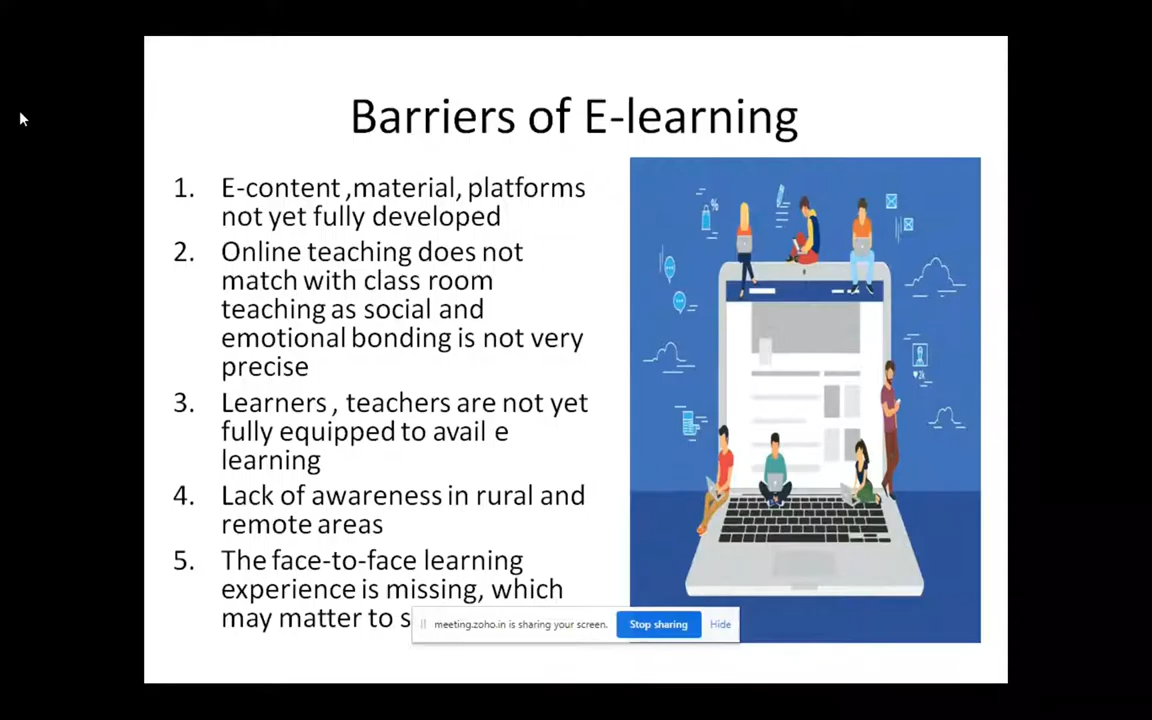 Barriers of E-learning
1. E-content ,material, platforms
not yet fully developed
2. Online teaching does not
match with class room
teaching as social and
emotional bonding is not very
precise
3. Learners , teachers are not yet
fully equipped to avail e
learning
4. Lack of awareness in rural and
remote areas
5. The face-to-face learning
experience is missing, which
may matter to
meeting.zoho.in is sharing your screen.
Stop sharing
Hide